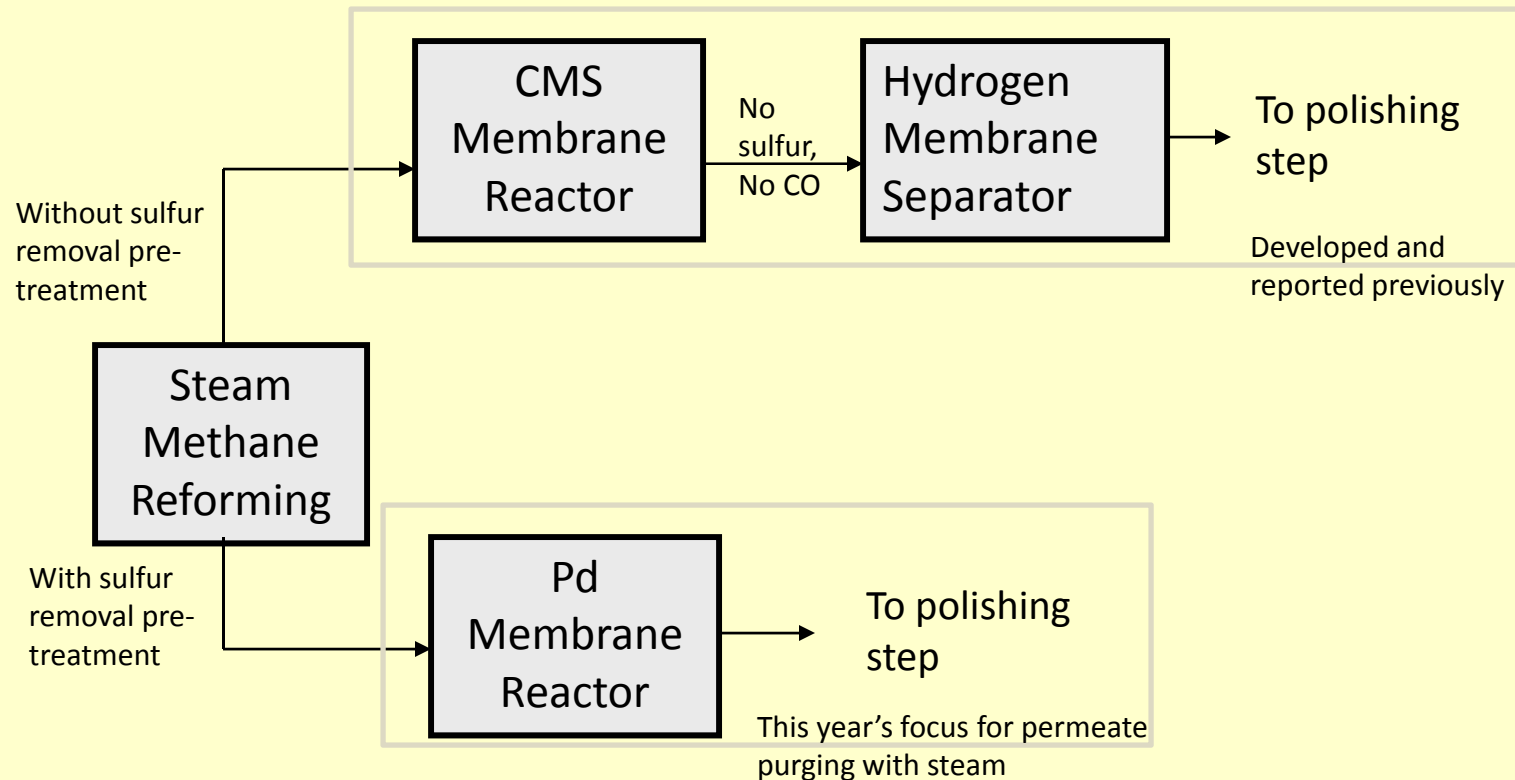 CMS
Membrane
Reactor
No
sulfur,
No CO
Hydrogen
Membrane
Separator
To polishing
step
Developed and
reported previously
Without sulfur
removal pre-
treatment
Steam
Methane
Reforming
With sulfur
removal pre-
treatment
Pd
Membrane
Reactor
To polishing
step
This year's focus for permeate
purging with steam